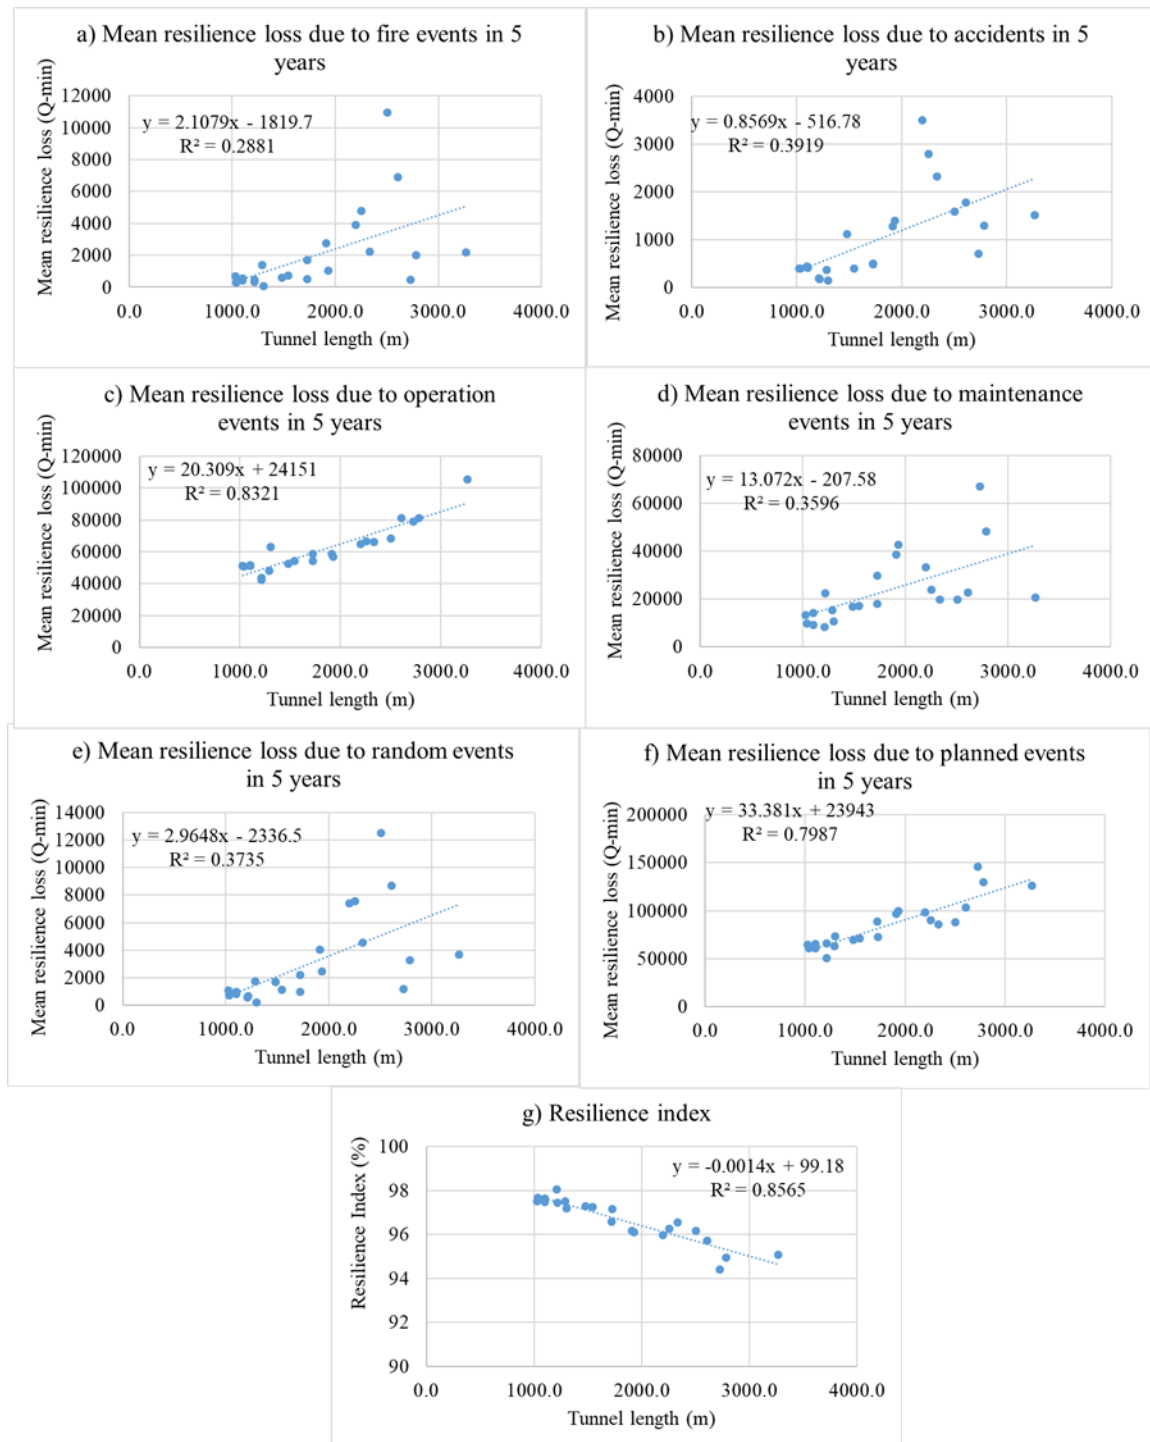 a) Mean resilience loss due to fire events in 5
years
Mean resilience loss (Q-min)
12000
10000
8000
6000
4000
2000
0
y = 2.1079x - 1819.7
R² = 0.2881
0.0 1000.0 2000.0 3000.0 4000.0
Tunnel length (m)
b) Mean resilience loss due to accidents in 5
years
Mean resilience loss (Q-min)
4000
3000
2000
1000
0
y = 0.8569x - 516.78
R² = 0.3919
0.0 1000.0 2000.0 3000.0 4000.0
Tunnel length (m)
c) Mean resilience loss due to operation
events in 5 years
Mean resilience loss (Q-min)
120000
100000
80000
60000
40000
20000
0
y = 20.309x + 24151
R² = 0.8321
0.0 1000.0 2000.0 3000.0 4000.0
Tunnel length (m)
d) Mean resilience loss due to maintenance
events in 5 years
Mean resilience loss (Q-min)
80000
60000
40000
20000
0
y = 13.072x - 207.58
R² = 0.3596
0.0 1000.0 2000.0 3000.0 4000.0
Tunnel length (m)
e) Mean resilience loss due to random events
in 5 years
Mean resilience loss (Q-min)
14000
12000
10000
8000
6000
4000
2000
0
y = 2.9648x - 2336.5
R² = 0.3735
0.0 1000.0 2000.0 3000.0 4000.0
Tunnel length (m)
f) Mean resilience loss due to planned events
in 5 years
Mean resilience loss (Q-min)
200000
150000
100000
50000
0
y = 33.381x + 23943
R² = 0.7987
0.0 1000.0 2000.0 3000.0 4000.0
Tunnel length (m)
g) Resilience index
Resilience Index (%)
100
98
96
94
92
90
y = -0.0014x + 99.18
R² = 0.8565
0.0 1000.0 2000.0 3000.0 4000.0
Tunnel length (m)